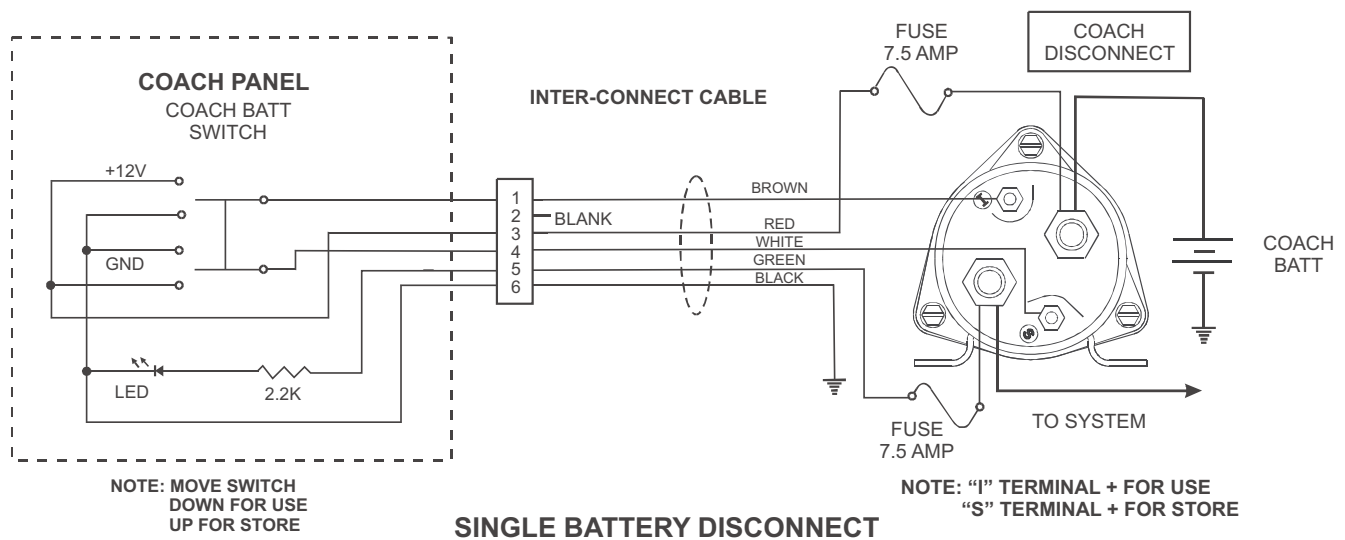 COACH PANEL
COACH BATT
SWITCH
+12V
GND
LED
2.2K
INTER-CONNECT CABLE
1
2
3
4
5
6
BLANK
BROWN
RED
WHITE
GREEN
BLACK
FUSE
7.5 AMP
COACH
DISCONNECT
I
S
COACH
BATT
FUSE
7.5 AMP
TO SYSTEM
NOTE: MOVE SWITCH
DOWN FOR USE
UP FOR STORE
NOTE: “I” TERMINAL + FOR USE
“S” TERMINAL + FOR STORE
SINGLE BATTERY DISCONNECT